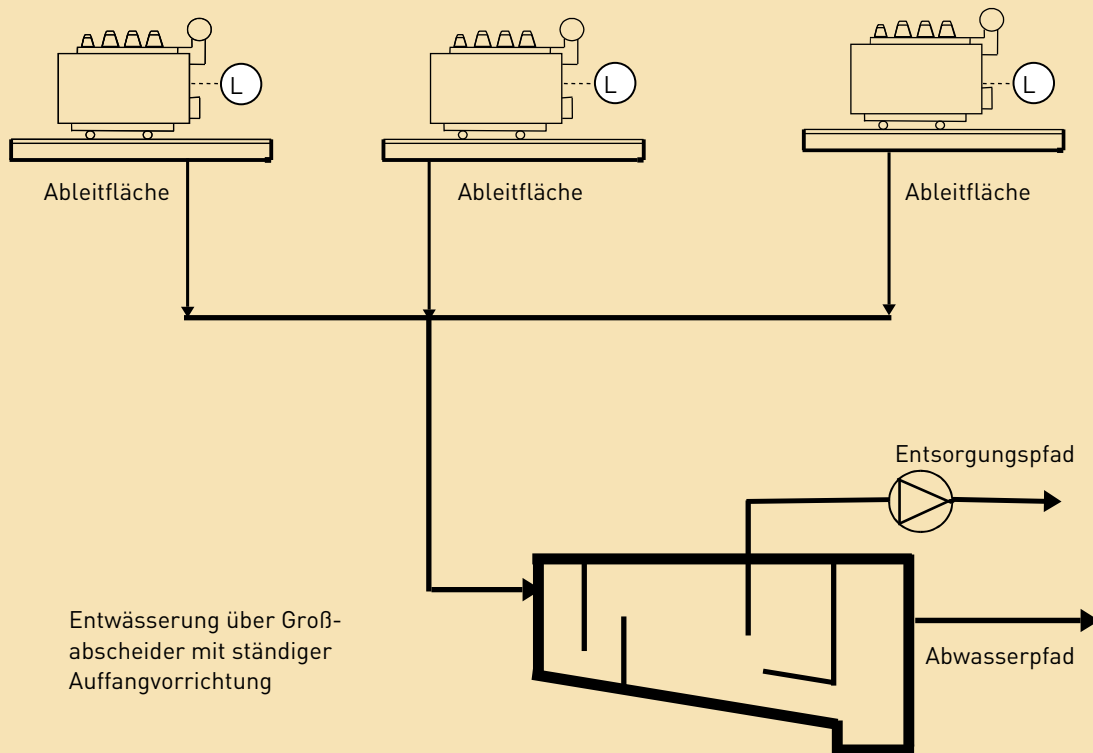 L
L
L
Ableitfläche
Ableitfläche
Ableitfläche
Entsorgungspfad
Entwässerung über Groß-
abscheider mit ständiger
Auffangvorrichtung
Abwasserpfad